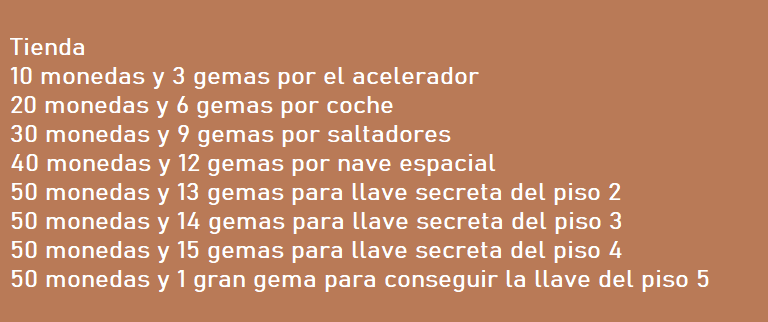 Tienda
10 monedas y 3 gemas por el acelerador
20 monedas y 6 gemas por coche
30 monedas y 9 gemas por saltadores
40 monedas y 12 gemas por nave espacial
50 monedas y 13 gemas para llave secreta del piso 2
50 monedas y 14 gemas para llave secreta del piso 3
50 monedas y 15 gemas para llave secreta del piso 4
50 monedas y 1 gran gema para conseguir la llave del piso 5